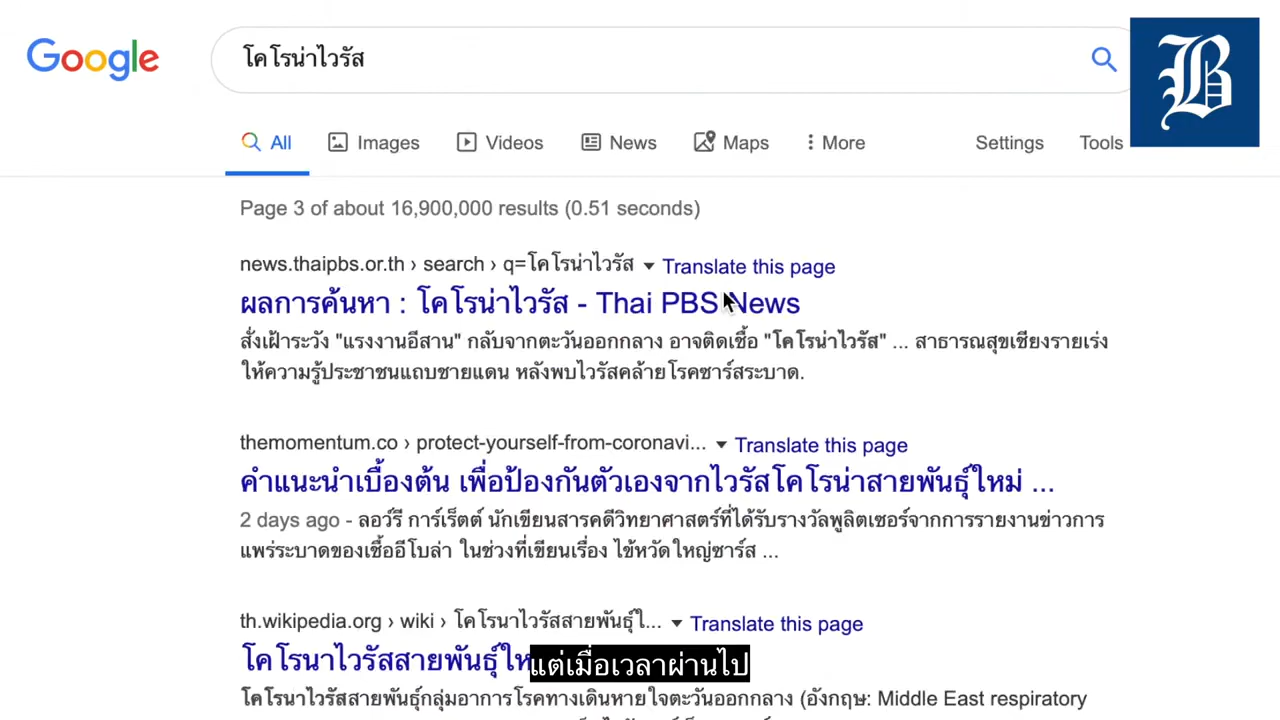 Google
โคโรน่าไวรัส
B
All Images Videos News Maps More Settings Tools
Page 3 of about 16,900,000 results (0.51 seconds)
news.thaipbs.or.th › search › q=โคโรน่าไวรัส Translate this page
ผลการค้นหา : โคโรน่าไวรัส - Thai PBS News
สั่งเฝ้าระวัง "แรงงานอีสาน" กลับจากตะวันออกกลาง อาจติดเชื้อ "โคโรน่าไวรัส" ... สาธารณสุขเชียงรายเร่ง
ให้ความรู้ประชาชนแถบชายแดน หลังพบไวรัสคล้ายโรคซาร์สระบาด.
themomentum.co › protect-yourself-from-coronavi... Translate this page
คำแนะนำเบื้องต้น เพื่อป้องกันตัวเองจากไวรัสโคโรน่าสายพันธุ์ใหม่ ...
2 days ago - ลอว์รี การ์เร็ตต์ นักเขียนสารคดีวิทยาศาสตร์ที่ได้รับรางวัลพูลิตเซอร์จากการรายงานข่าวการ
แพร่ระบาดของเชื้ออีโบล่า ในช่วงที่เขียนเรื่อง ไข้หวัดใหญ่ซาร์ส ...
th.wikipedia.org › wiki › โคโรนาไวรัสสายพันธุ์ใ... Translate this page
โคโรนาไวรัสสายพันธุ์ให
แต่เมื่อเวลาผ่านไป
โคโรนาไวรัสสายพันธุ์กลุ่มอาการโรคทางเดินหายใจตะวันออกกลาง (อังกฤษ: Middle East respiratory